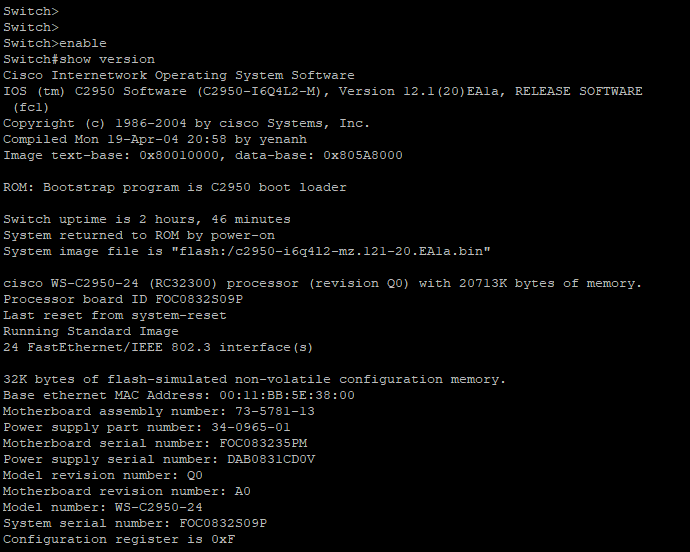 Switch>
Switch>
Switch>enable
Switch#show version
Cisco Internetwork Operating System Software
IOS (tm) C2950 Software (C2950-I6Q4L2-M), Version 12.1(20)EA1a, RELEASE SOFTWARE
(fc1)
Copyright (c) 1986-2004 by cisco Systems, Inc.
Compiled Mon 19-Apr-04 20:58 by yenanh
Image text-base: 0x80010000, data-base: 0x805A8000
ROM: Bootstrap program is C2950 boot loader
Switch uptime is 2 hours, 46 minutes
System returned to ROM by power-on
System image file is "flash:/c2950-i6q4l2-mz.121-20.EA1a.bin"
cisco WS-C2950-24 (RC32300) processor (revision Q0) with 20713K bytes of memory.
Processor board ID FOC0832S09P
Last reset from system-reset
Running Standard Image
24 FastEthernet/IEEE 802.3 interface(s)
32K bytes of flash-simulated non-volatile configuration memory.
Base ethernet MAC Address: 00:11:BB:5E:38:00
Motherboard assembly number: 73-5781-13
Power supply part number: 34-0965-01
Motherboard serial number: FOC083235PM
Power supply serial number: DAB0831CD0V
Model revision number: Q0
Motherboard revision number: A0
Model number: WS-C2950-24
System serial number: FOC0832S09P
Configuration register is 0xF